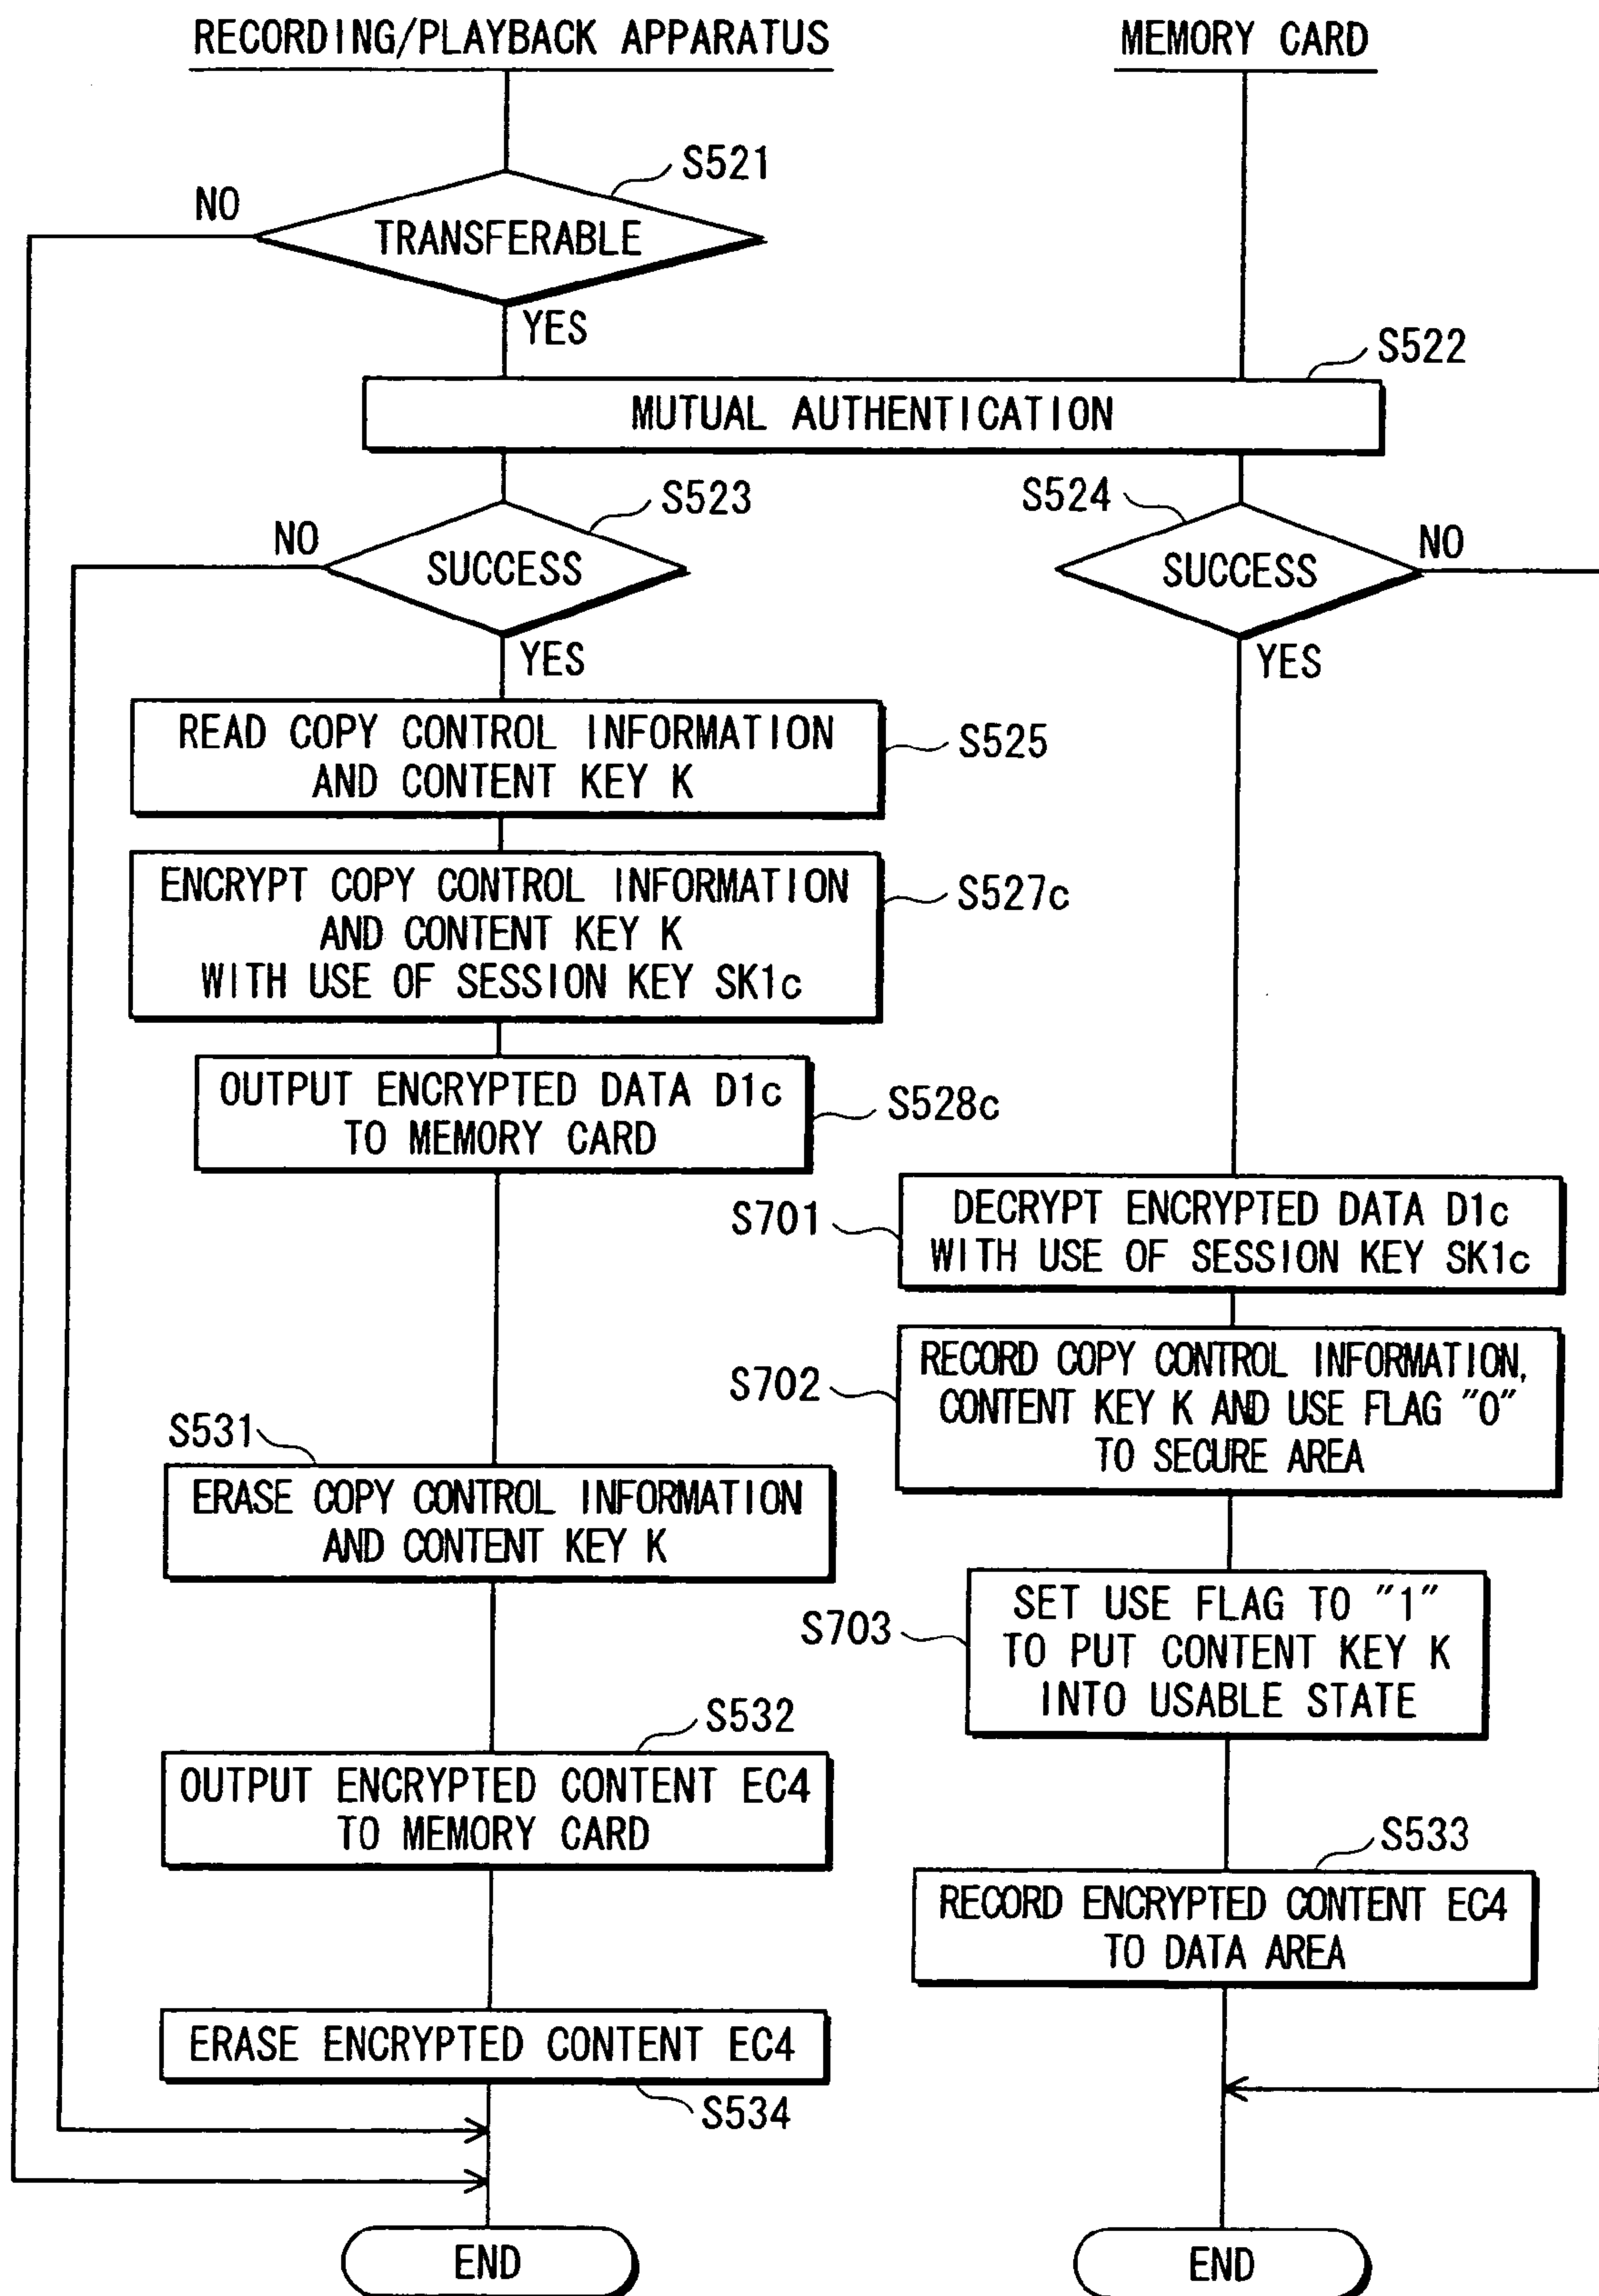 RECORDING/PLAYBACK APPARATUS
MEMORY CARD
S521
NO
TRANSFERABLE
YES
S522
MUTUAL AUTHENTICATION
S523
S524
NO
SUCCESS
SUCCESS
NO
YES
YES
READ COPY CONTROL INFORMATION
AND CONTENT KEY K
S525
ENCRYPT COPY CONTROL INFORMATION
AND CONTENT KEY K
WITH USE OF SESSION KEY SK1c
S527c
OUTPUT ENCRYPTED DATA D1c
TO MEMORY CARD
S528c
S701
DECRYPT ENCRYPTED DATA D1c
WITH USE OF SESSION KEY SK1c
S702
RECORD COPY CONTROL INFORMATION,
CONTENT KEY K AND USE FLAG "0"
TO SECURE AREA
S531
ERASE COPY CONTROL INFORMATION
AND CONTENT KEY K
S703
SET USE FLAG TO "1"
TO PUT CONTENT KEY K
INTO USABLE STATE
S532
OUTPUT ENCRYPTED CONTENT EC4
TO MEMORY CARD
S533
RECORD ENCRYPTED CONTENT EC4
TO DATA AREA
ERASE ENCRYPTED CONTENT EC4
S534
END
END